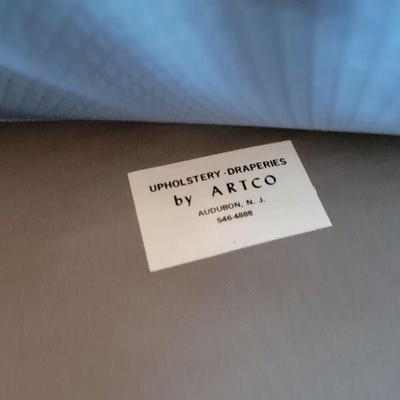 UPHOLSTERY-DRAPERIES
by ARTCO
AUDUBON, N. J.
546-4888